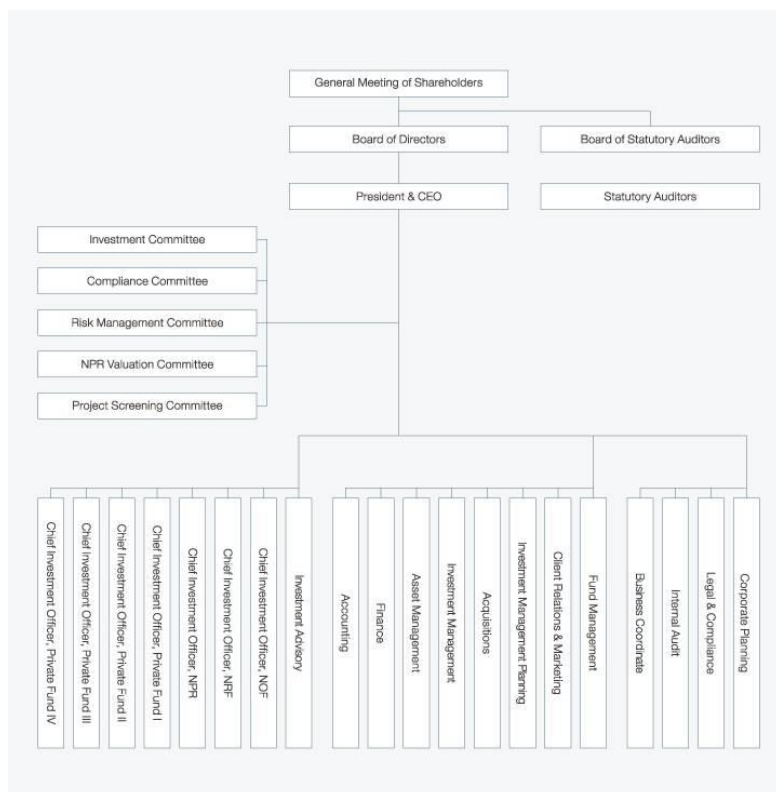 General Meeting of Shareholders
Board of Directors
Board of Statutory Auditors
President & CEO
Statutory Auditors
Investment Committee
Compliance Committee
Risk Management Committee
NPR Valuation Committee
Project Screening Committee
Chief Investment Officer, Private Fund IV
Chief Investment Officer, Private Fund III
Chief Investment Officer, Private Fund II
Chief Investment Officer, Private Fund I
Chief Investment Officer, NPR
Chief Investment Officer, NRF
Chief Investment Officer, NOF
Investment Advisory
Accounting
Finance
Asset Management
Investment Management
Acquisitions
Investment Management Planning
Client Relations & Marketing
Fund Management
Business Coordinate
Internal Audit
Legal & Compliance
Corporate Planning